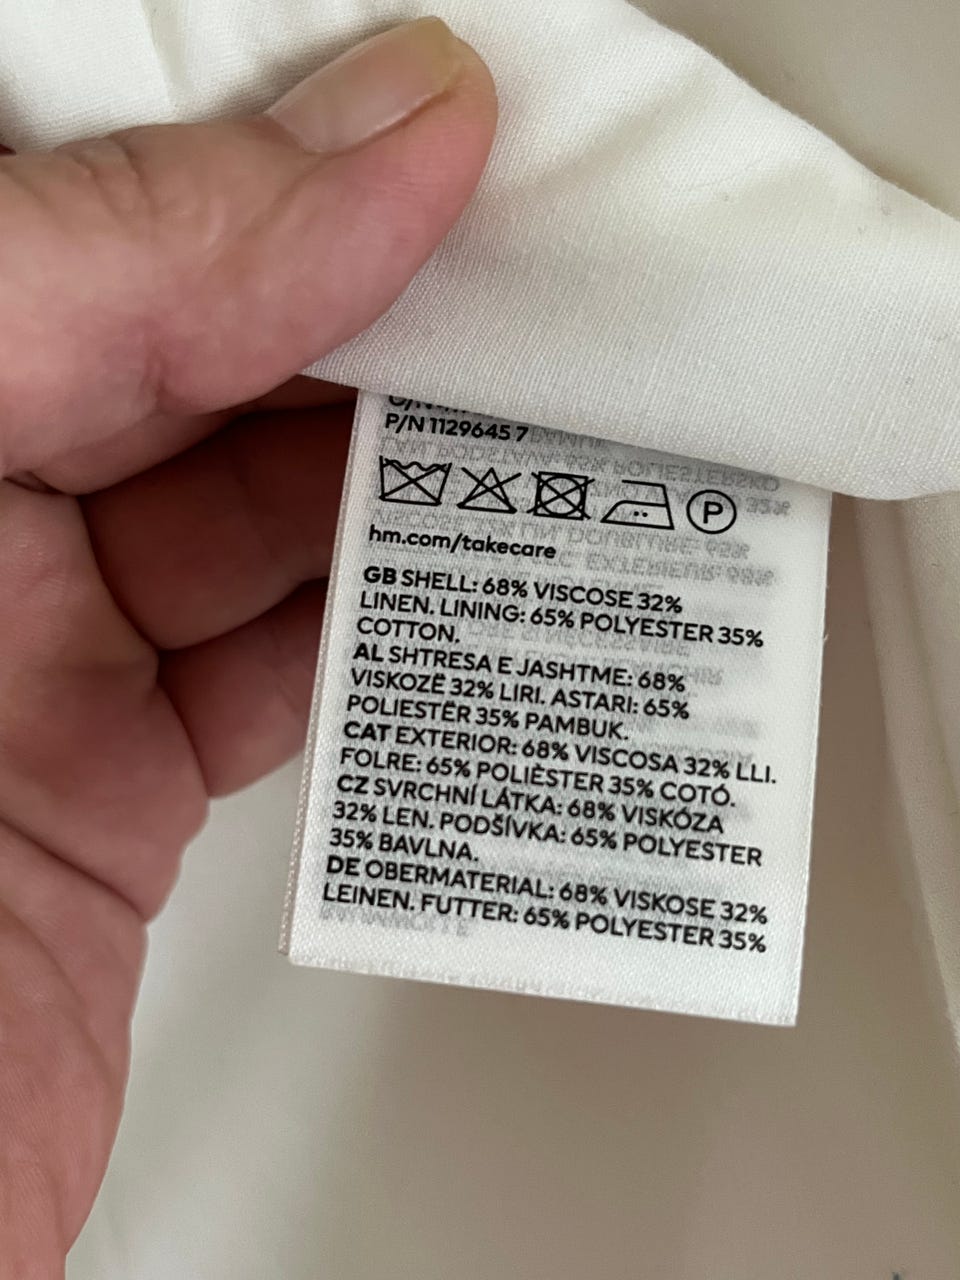 P/N 1129645 7
P
hm.com/takecare
GB SHELL: 68% VISCOSE 32%
LINEN. LINING: 65% POLYESTER 35%
COTTON.
AL SHTRESA E JASHTME: 68%
VISKOZË 32% LIRI. ASTARI: 65%
POLIESTËR 35% PAMBUK.
CAT EXTERIOR: 68% VISCOSA 32% LLI.
FOLRE: 65% POLIÈSTER 35% COTÓ.
CZ SVRCHNÍ LÁTKA: 68% VISKÓZA
32% LEN. PODŠÍVKA: 65% POLYESTER
35% BAVLNA.
DE OBERMATERIAL: 68% VISKOSE 32%
LEINEN. FUTTER: 65% POLYESTER 35%